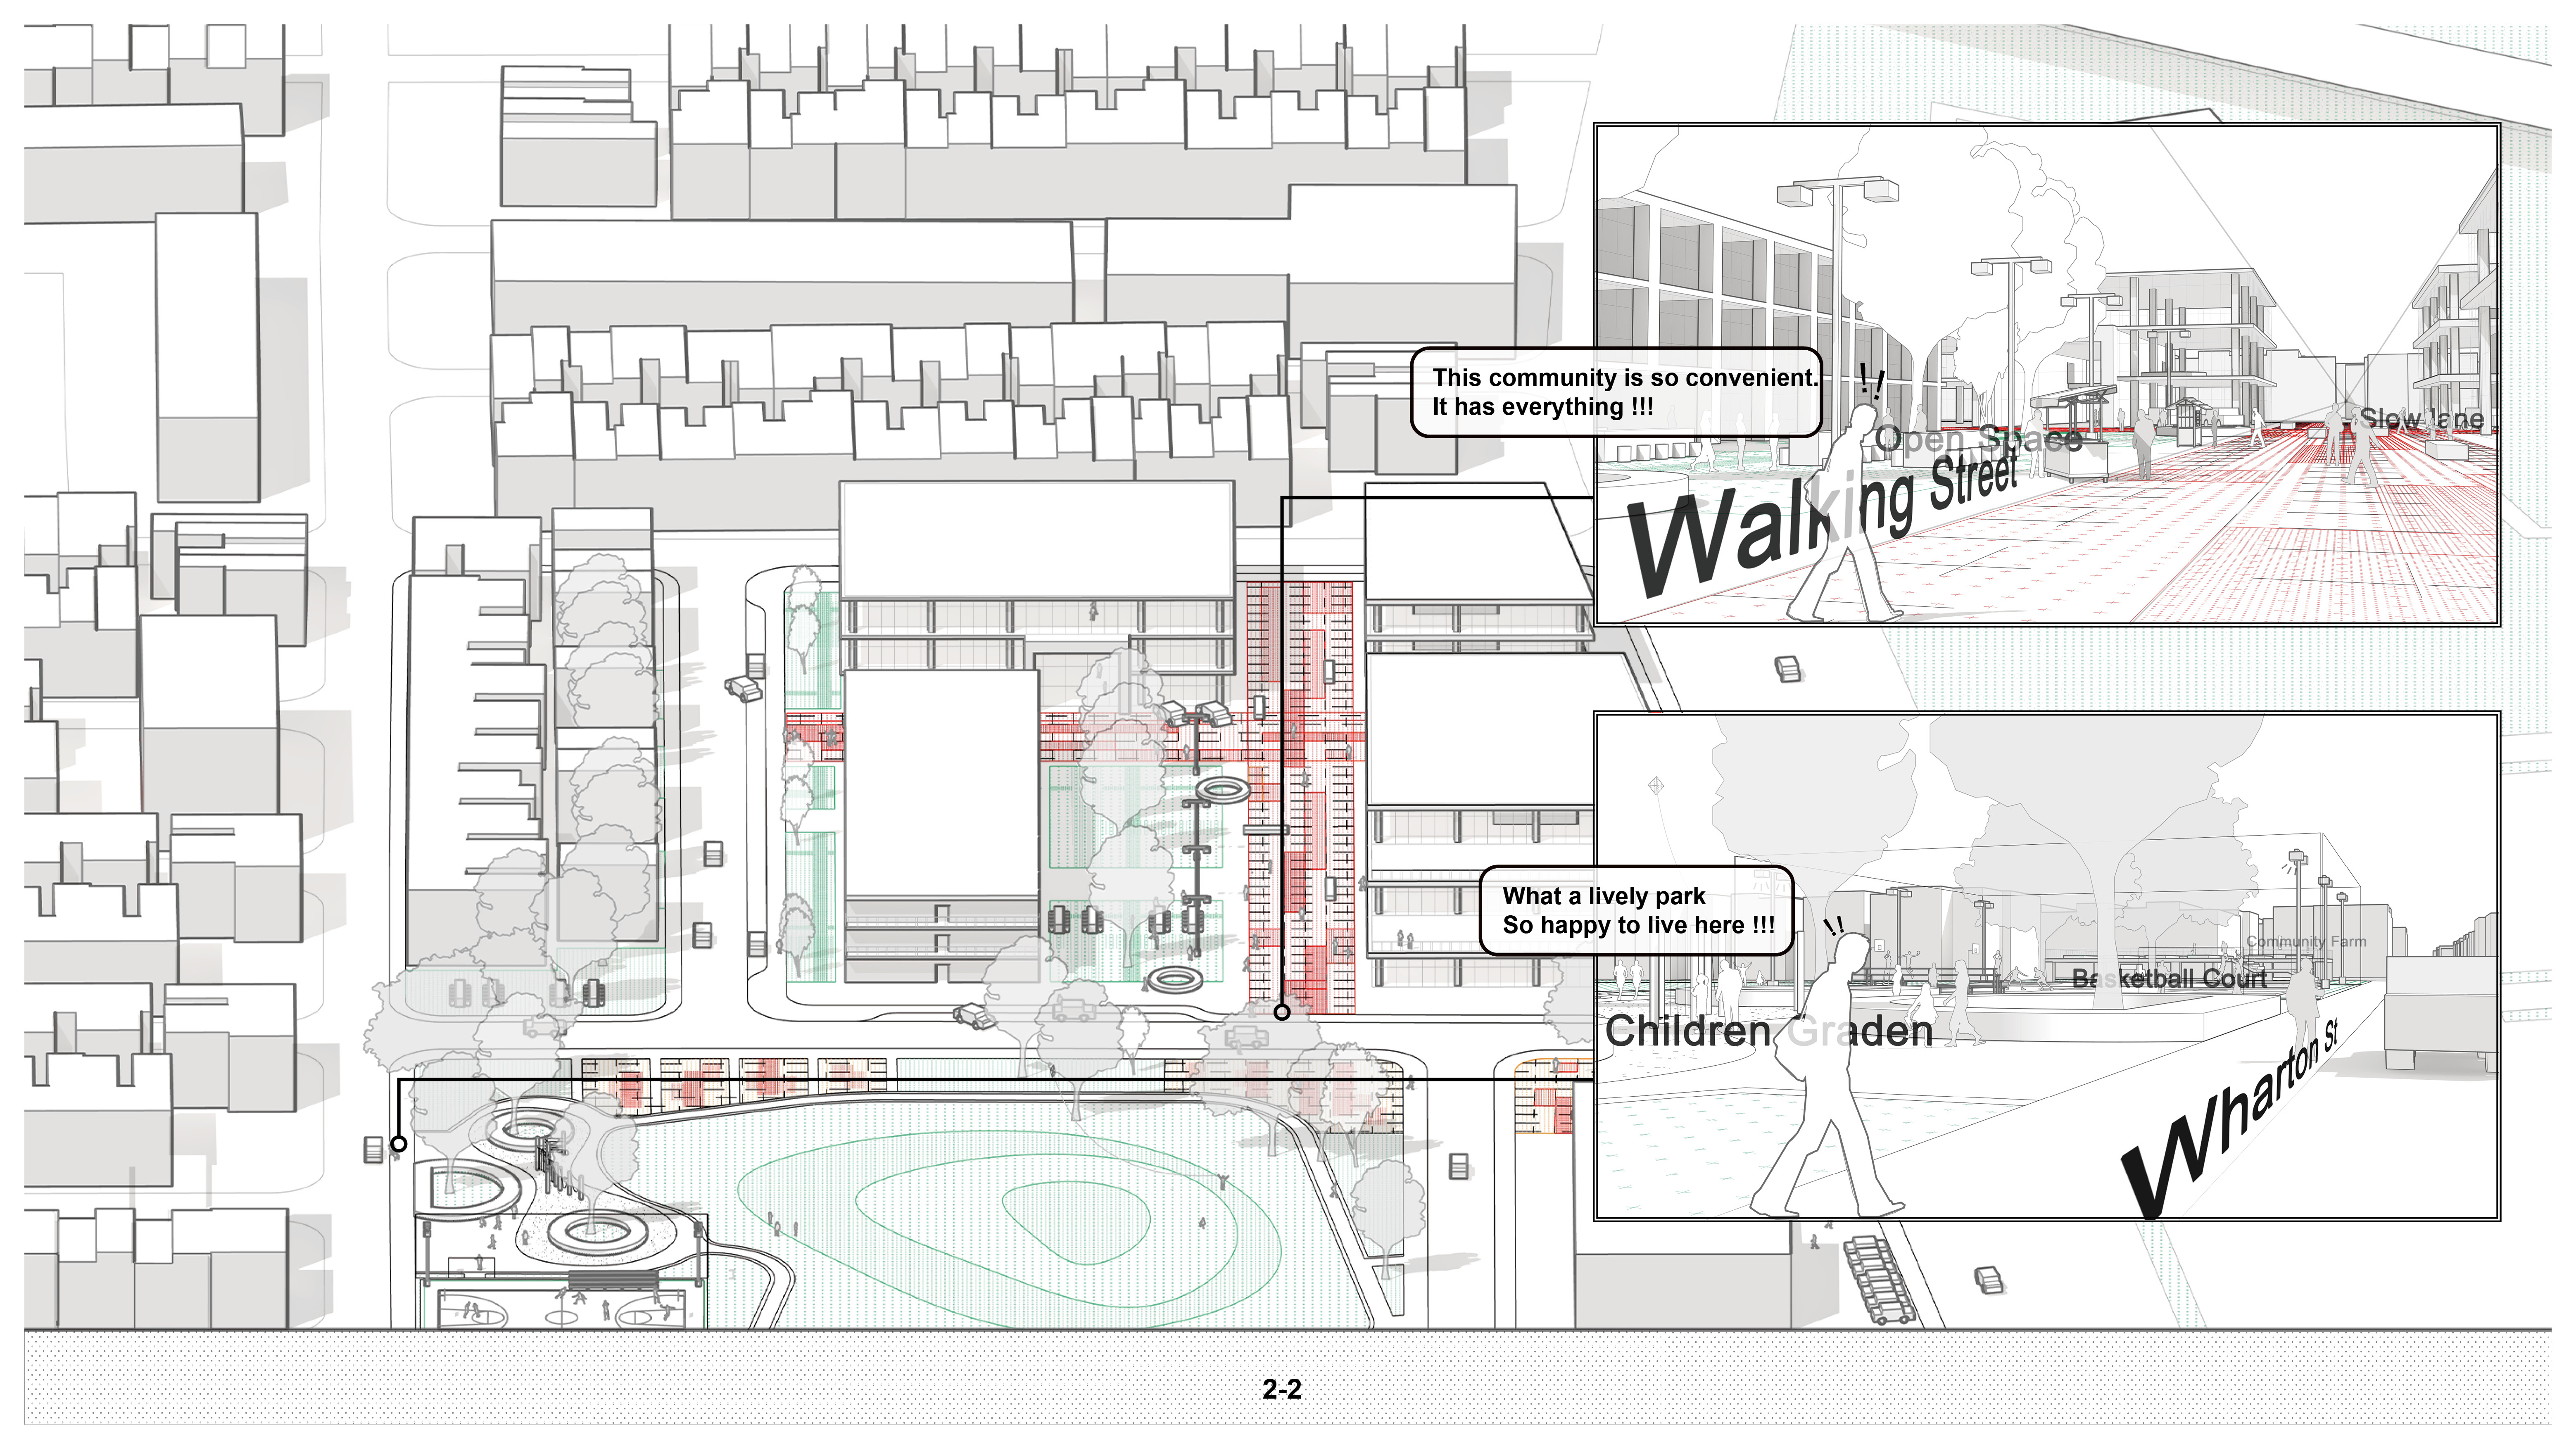 This community is so convenient.
It has everything !!!
!!
Open Space
Slow lane
Walking Street
What a lively park
So happy to live here !!!
!!
Community Farm
Basketball Court
Children Graden
Wharton St
2-2